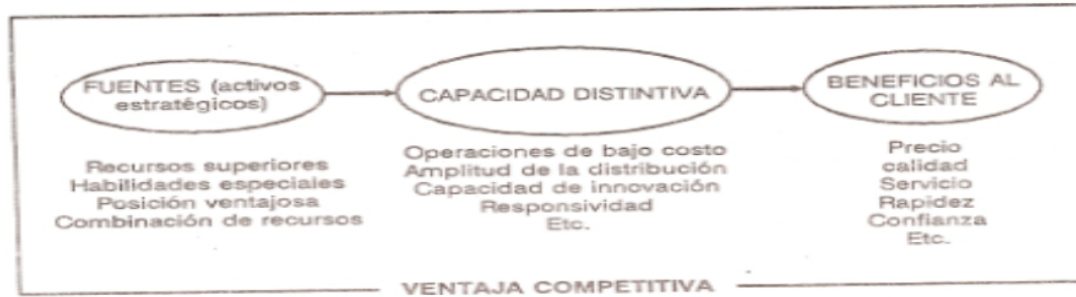 FUENTES (activos
estratégicos)
CAPACIDAD DISTINTIVA
BENEFICIOS AL
CLIENTE
Recursos superiores
Habilidades especiales
Posición ventajosa
Combinación de recursos
Operaciones de bajo costo
Amplitud de la distribución
Capacidad de innovación
Responsividad
Etc.
Precio
calidad
Servicio
Rapidez
Confianza
Etc.
VENTAJA COMPETITIVA